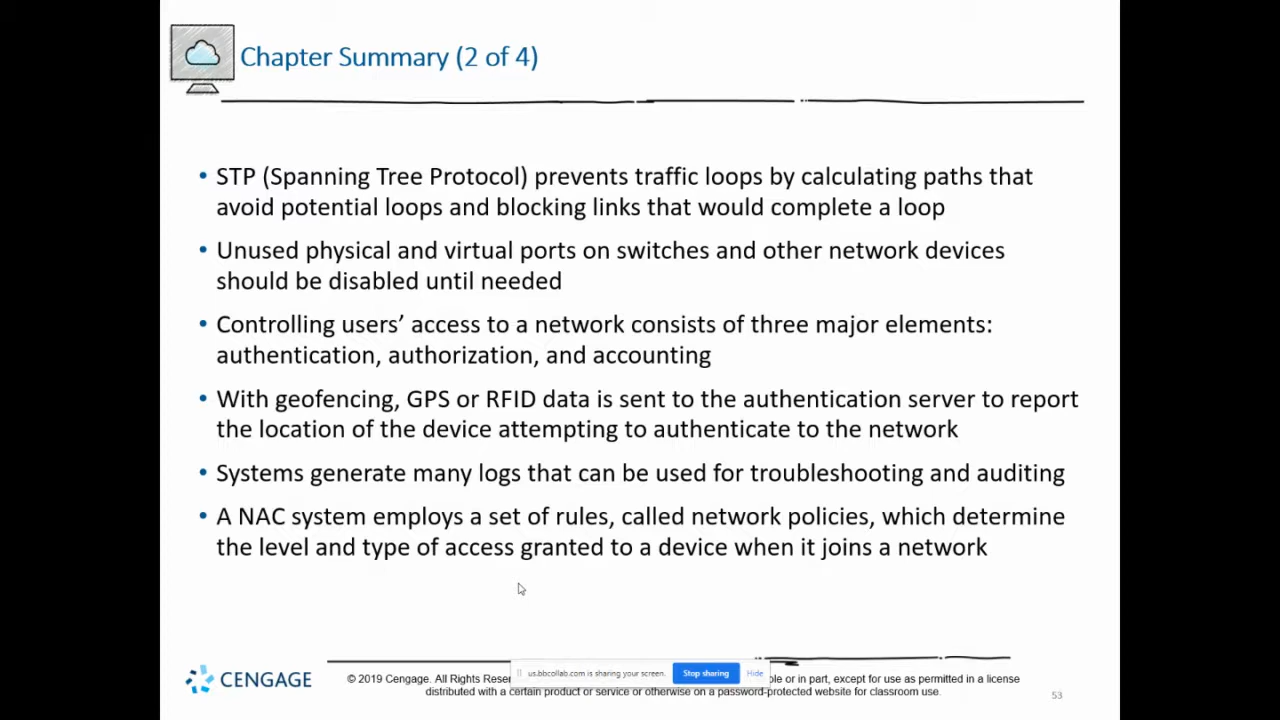 Chapter Summary (2 of 4)
• STP (Spanning Tree Protocol) prevents traffic loops by calculating paths that
avoid potential loops and blocking links that would complete a loop
• Unused physical and virtual ports on switches and other network devices
should be disabled until needed
• Controlling users’ access to a network consists of three major elements:
authentication, authorization, and accounting
• With geofencing, GPS or RFID data is sent to the authentication server to report
the location of the device attempting to authenticate to the network
• Systems generate many logs that can be used for troubleshooting and auditing
• A NAC system employs a set of rules, called network policies, which determine
the level and type of access granted to a device when it joins a network
CENGAGE
© 2019 Cengage. All Rights
us.bbcollab.com is sharing your screen. Stop sharing Hide
or in part, except for use as permitted in a license
distributed with a certain product or service or otherwise on a password-protected website for classroom use.
53